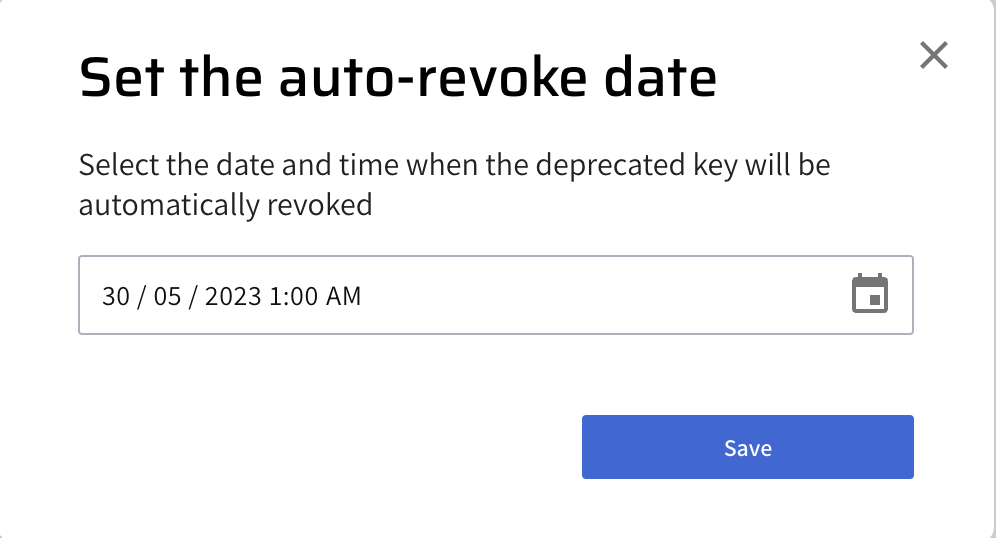 Set the auto-revoke date
Select the date and time when the deprecated key will be
automatically revoked
30 / 05 / 2023 1:00 AM
Save